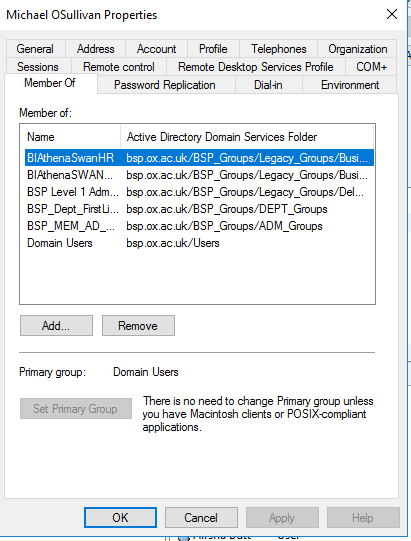 Michael OSullivan Properties
General Address Account Profile Telephones Organization
Sessions Remote control Remote Desktop Services Profile COM+
Member Of Password Replication Dial-in Environment
Member of:
Name Active Directory Domain Services Folder
BIAthenaSwanHR bsp.ox.ac.uk/BSP_Groups/Legacy_Groups/Busi...
BIAthenaSWAN... bsp.ox.ac.uk/BSP_Groups/Legacy_Groups/Busi...
BSP Level 1 Adm... bsp.ox.ac.uk/BSP_Groups/Legacy_Groups/Del...
BSP_Dept_FirstLi... bsp.ox.ac.uk/BSP_Groups/DEPT_Groups
BSP_MEM_AD_... bsp.ox.ac.uk/BSP_Groups/ADM_Groups
Domain Users bsp.ox.ac.uk/Users
Add... Remove
Primary group: Domain Users
Set Primary Group
There is no need to change Primary group unless
you have Macintosh clients or POSIX-compliant
applications.
OK Cancel Apply Help